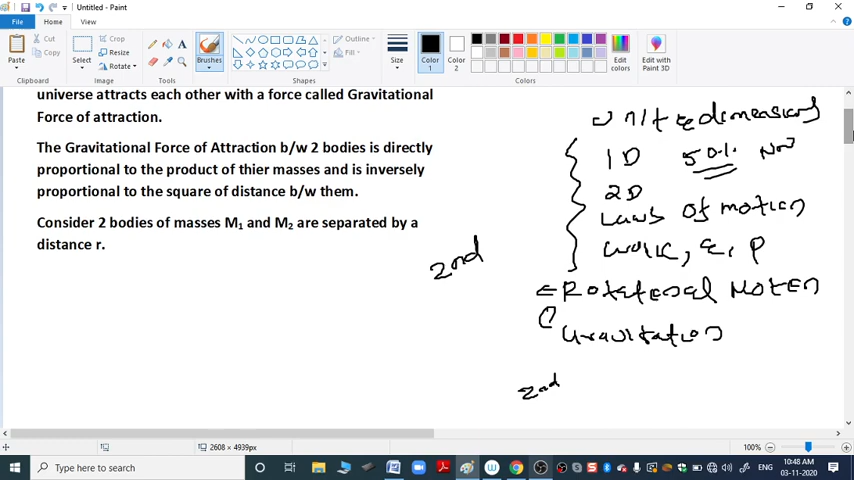 Untitled - Paint
File Home View
Cut
Copy
Paste
Clipboard
Select
Crop
Resize
Rotate
Image
Tools
Brushes
Shapes
Outline
Fill
Size
Color 1
Color 2
Colors
Edit colors
Edit with Paint 3D
universe attracts each other with a force called Gravitational
Force of attraction.
The Gravitational Force of Attraction b/w 2 bodies is directly
proportional to the product of thier masses and is inversely
proportional to the square of distance b/w them.
Consider 2 bodies of masses M₁ and M₂ are separated by a
distance r.
Unit & dimensions
1D 50%
2D
Laws of motion
work, E, P
2nd
Rotational Motion
Gravitation
2nd
2608 × 4939px
100%
Type here to search
ENG
10:48 AM
03-11-2020